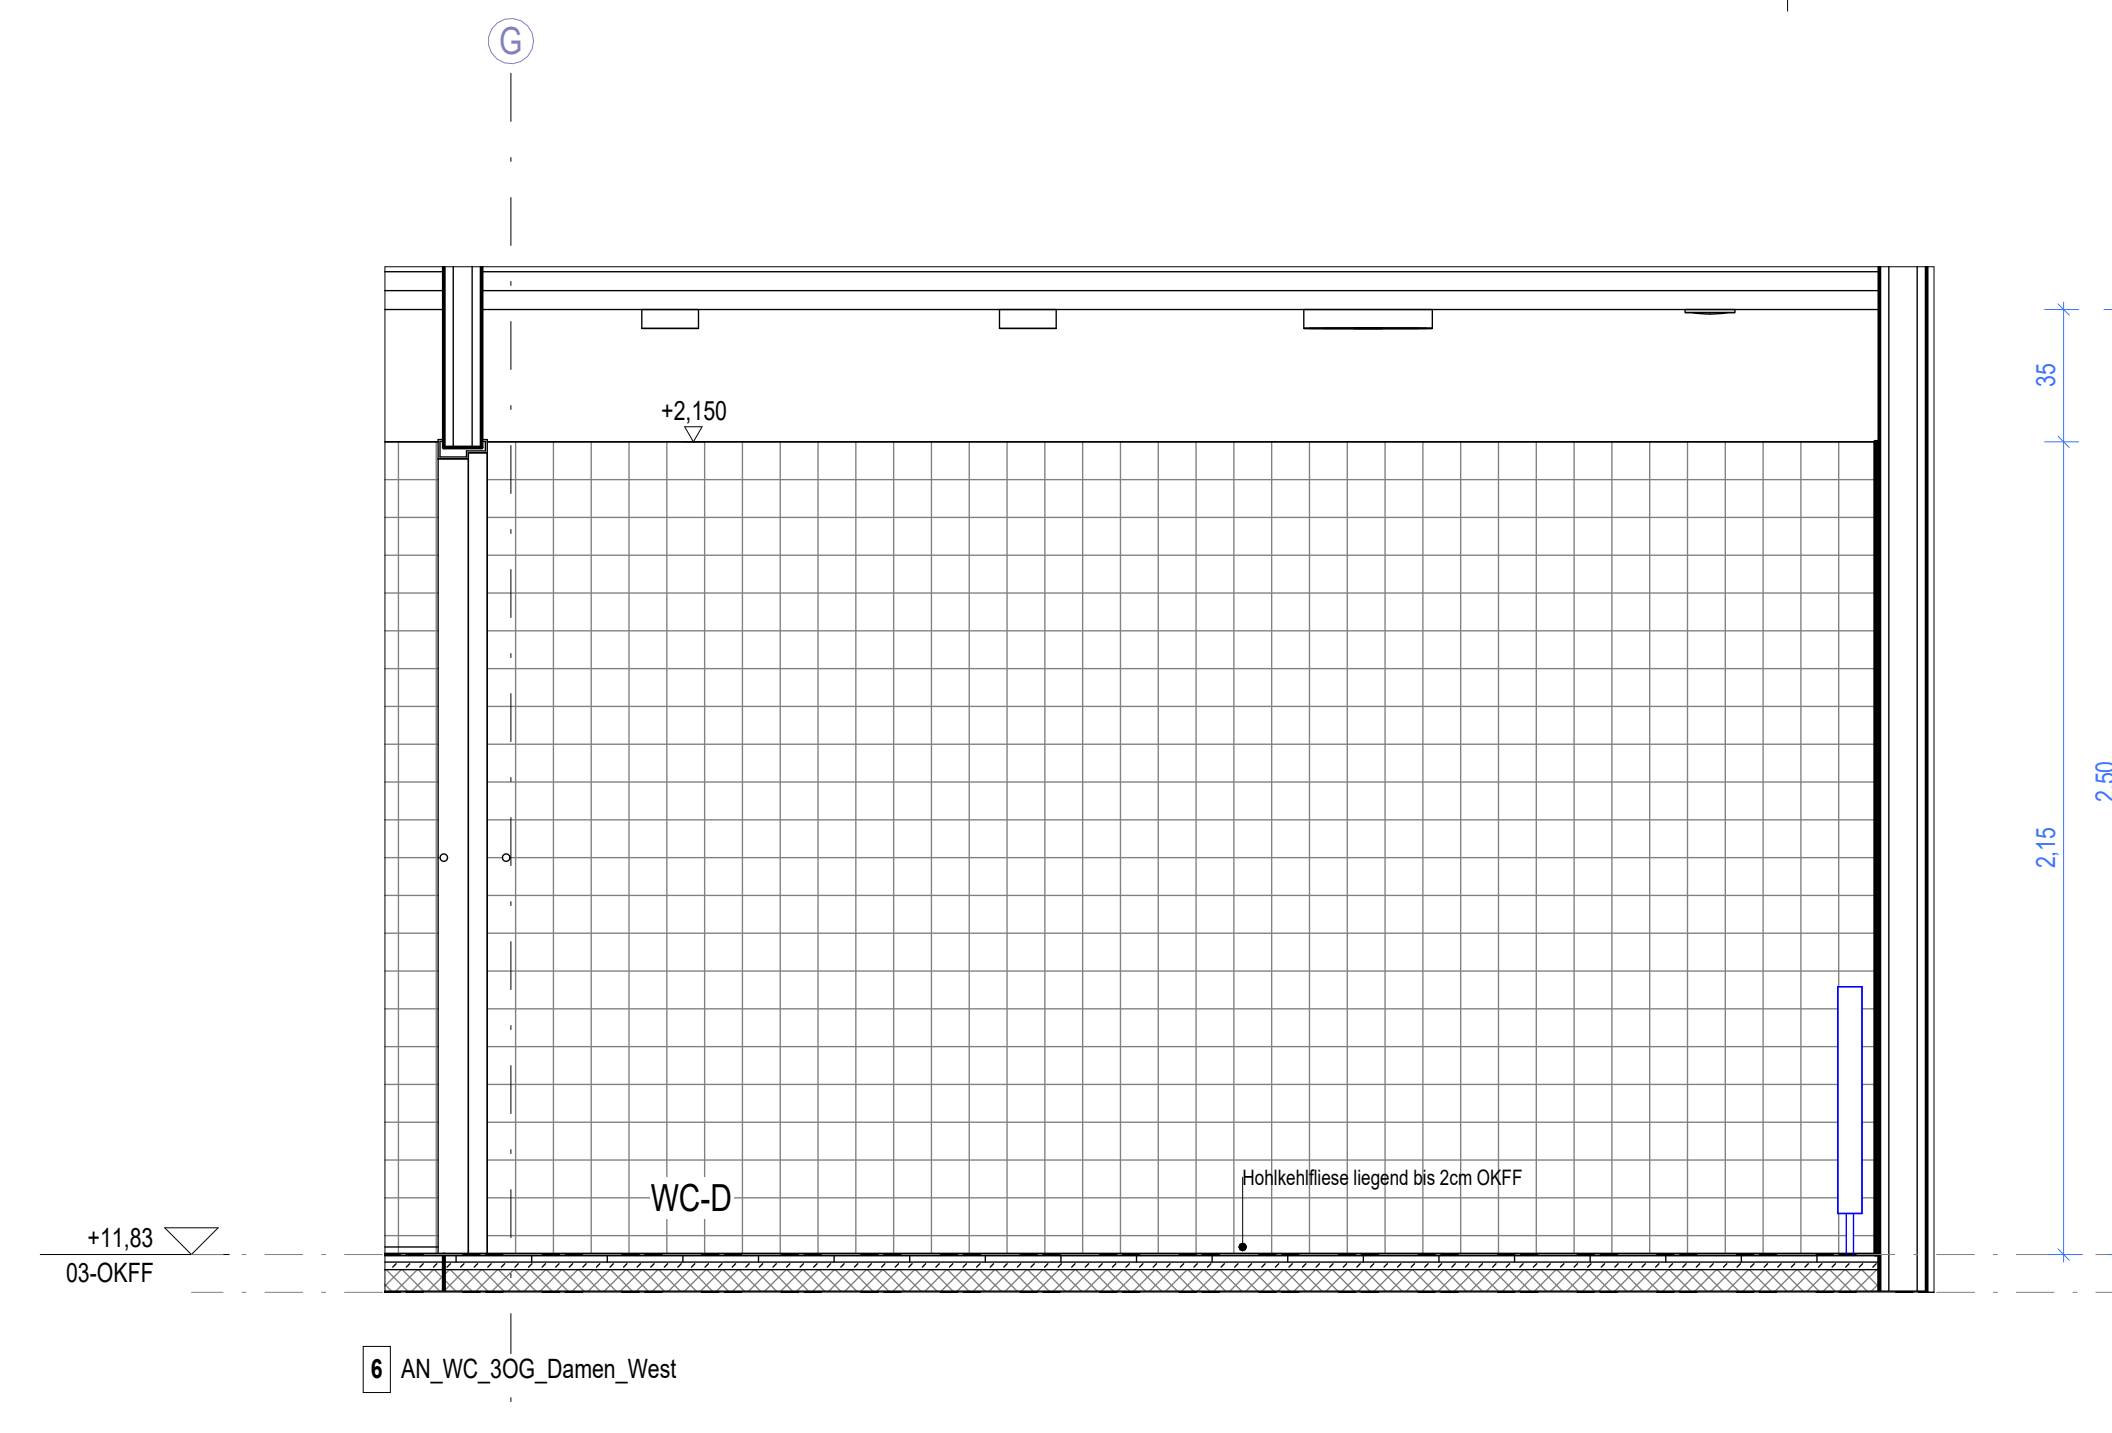 G
+2,150
35
2,50
2,15
WC-D
Hohlkehlfliese liegend bis 2cm OKFF
+11,83
03-OKFF
6 AN_WC_3OG_Damen_West